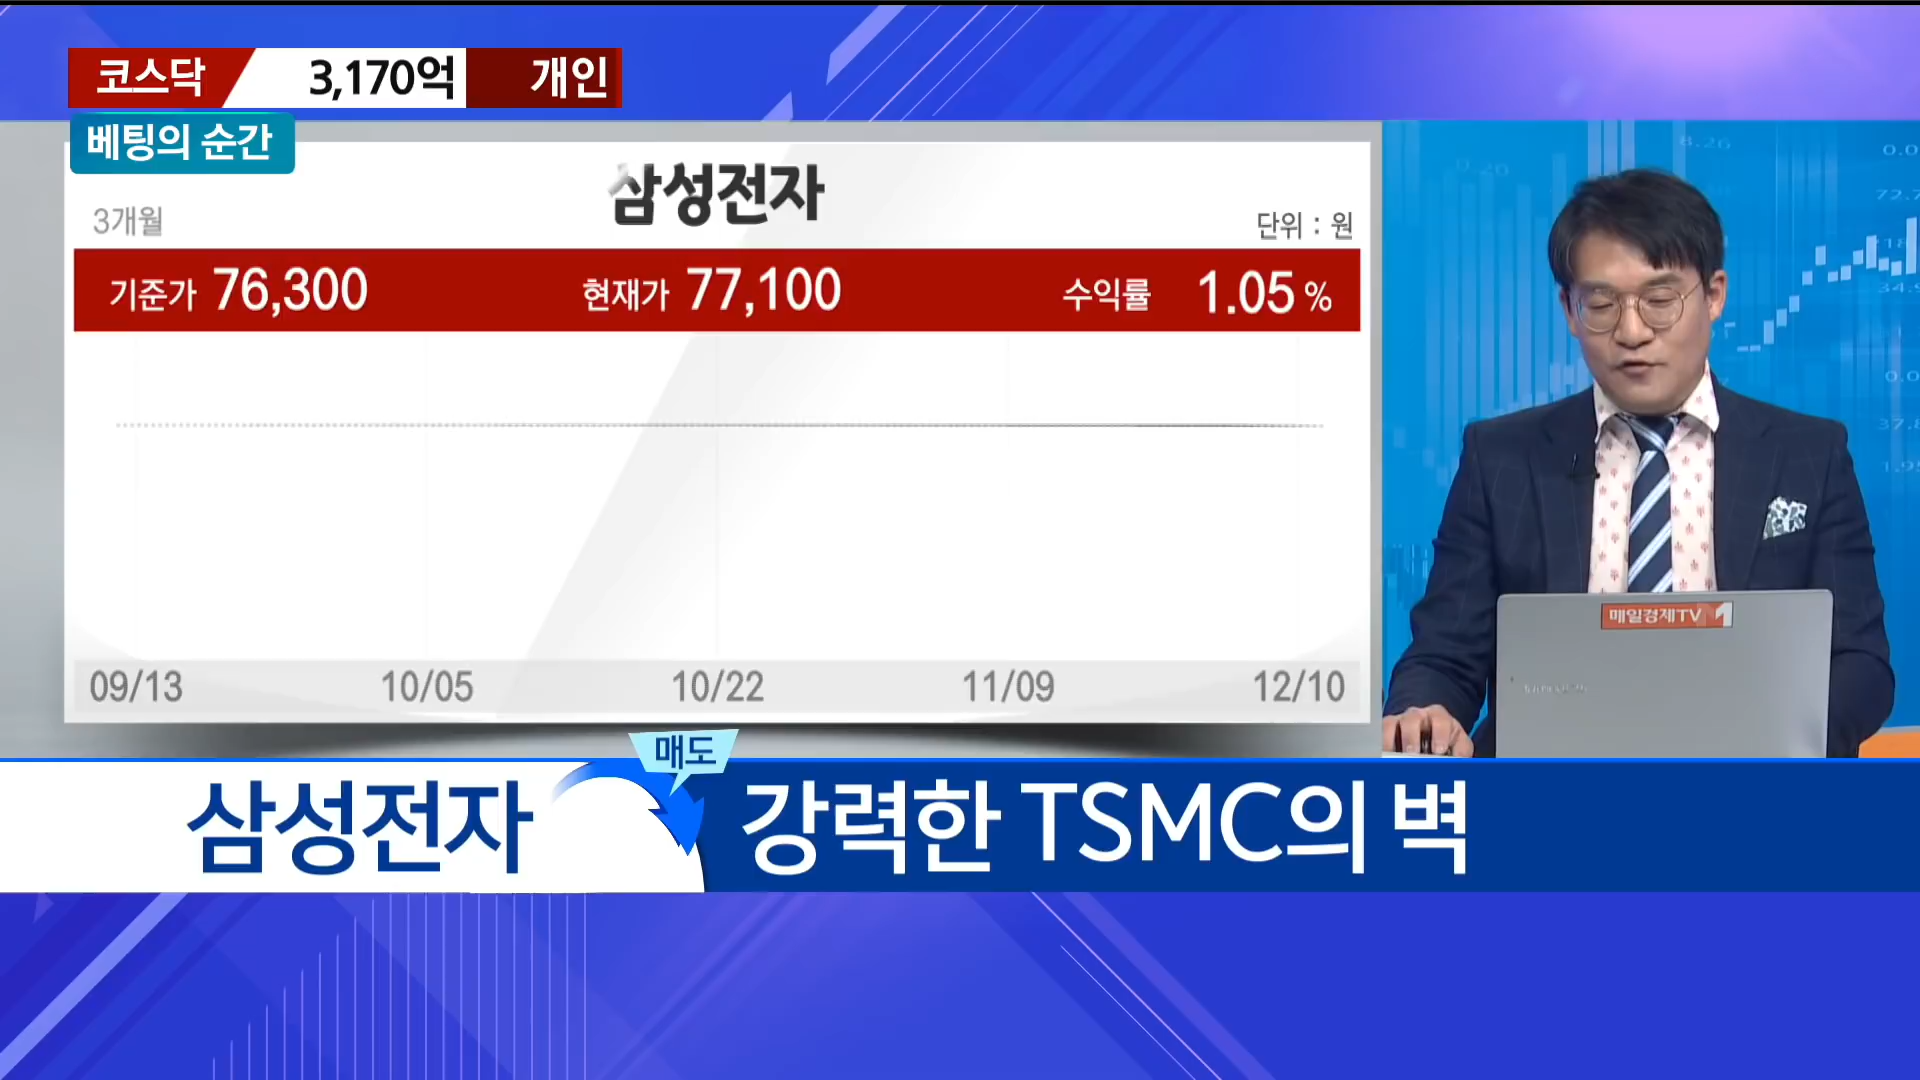 코스닥 3,170억 개인
베팅의 순간
삼성전자
3개월
단위 : 원
기준가 76,300 현재가 77,100 수익률 1.05 %
09/13 10/05 10/22 11/09 12/10
매일경제TV 1
매도
삼성전자 강력한 TSMC의 벽